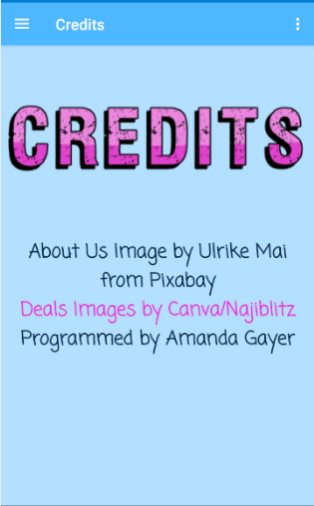 Credits
CREDITS
About Us Image by Ulrike Mai
from Pixabay
Deals Images by Canva/Najiblitz
Programmed by Amanda Gayer